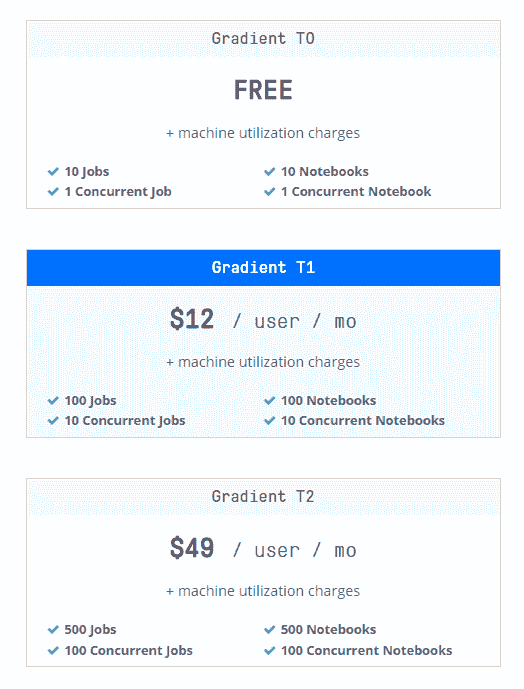 Gradient T0
FREE
+ machine utilization charges
10 Jobs
10 Notebooks
1 Concurrent Job
1 Concurrent Notebook
Gradient T1
$12 / user / mo
+ machine utilization charges
100 Jobs
100 Notebooks
10 Concurrent Jobs
10 Concurrent Notebooks
Gradient T2
$49 / user / mo
+ machine utilization charges
500 Jobs
500 Notebooks
100 Concurrent Jobs
100 Concurrent Notebooks